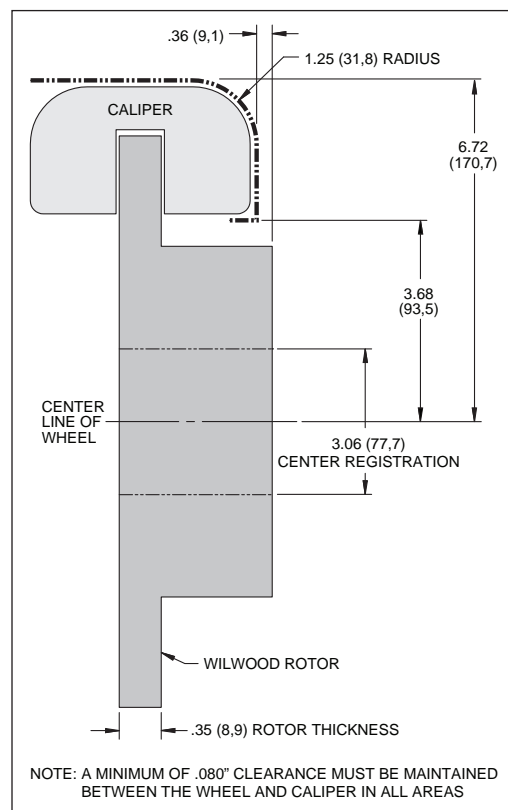 .36 (9,1)
1.25 (31,8) RADIUS
CALIPER
6.72
(170,7)
3.68
(93,5)
CENTER
LINE OF
WHEEL
3.06 (77,7)
CENTER REGISTRATION
WILWOOD ROTOR
.35 (8,9) ROTOR THICKNESS
NOTE: A MINIMUM OF .080" CLEARANCE MUST BE MAINTAINED
BETWEEN THE WHEEL AND CALIPER IN ALL AREAS